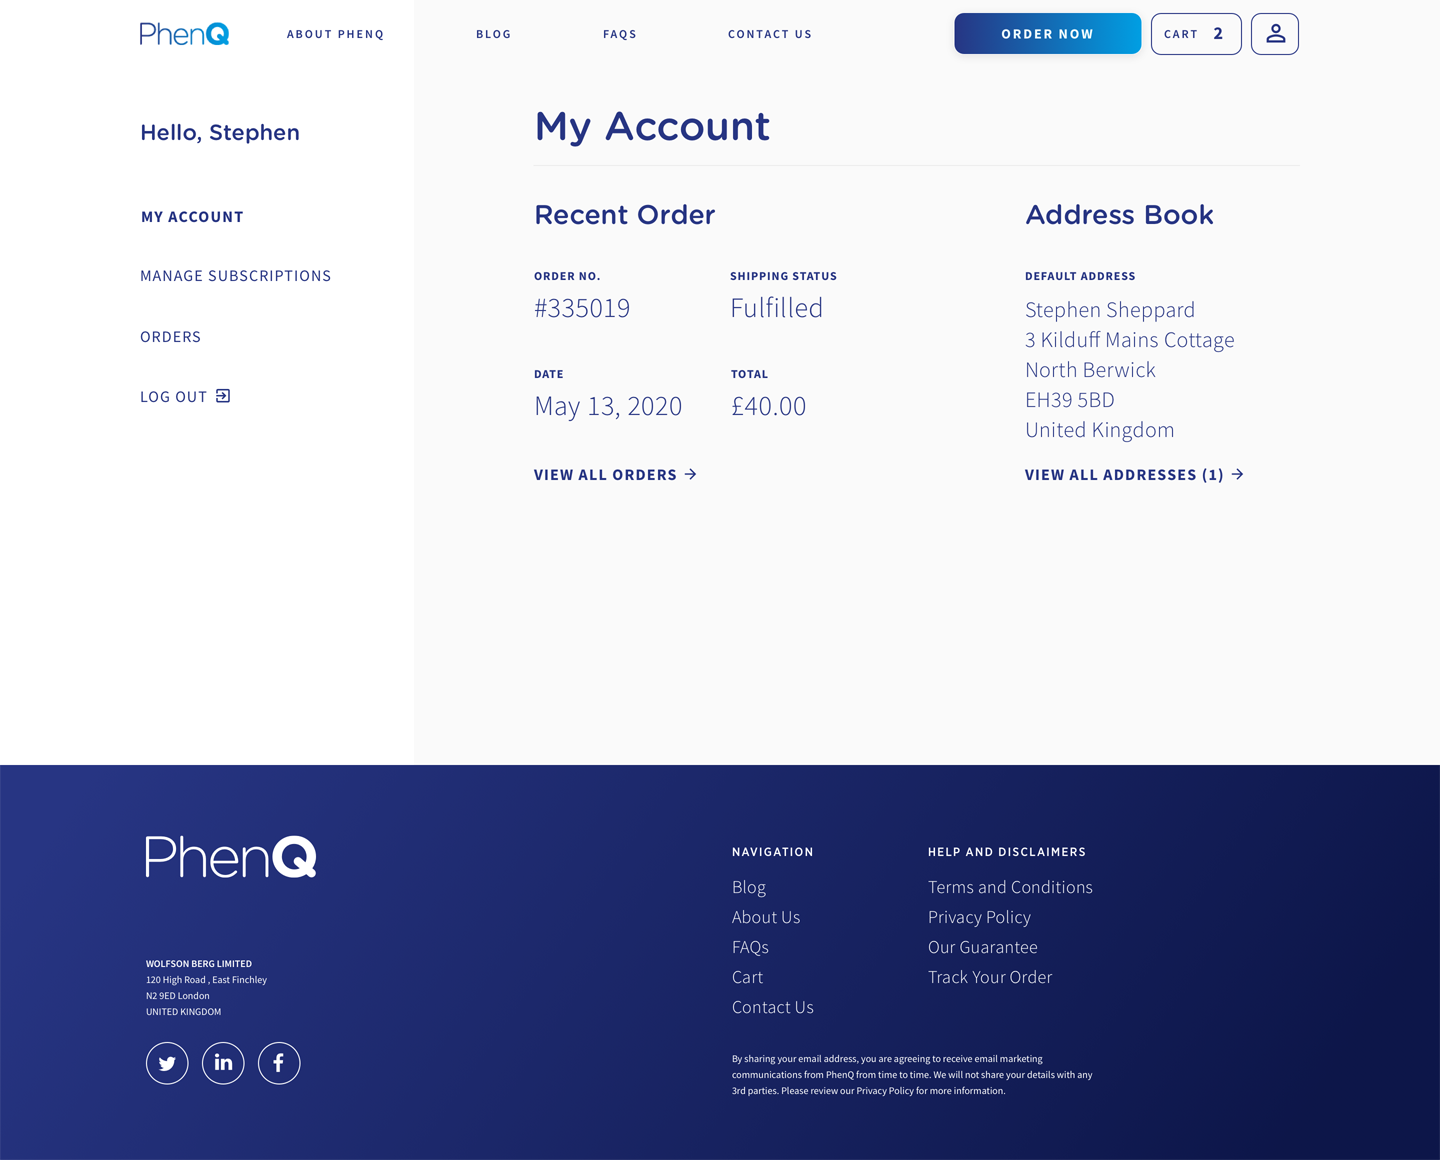 PhenQ
ABOUT PHENQ
BLOG
FAQS
CONTACT US
ORDER NOW
CART 2
Hello, Stephen
MY ACCOUNT
MANAGE SUBSCRIPTIONS
ORDERS
LOG OUT
My Account
Recent Order
ORDER NO.
#335019
SHIPPING STATUS
Fulfilled
DATE
May 13, 2020
TOTAL
£40.00
VIEW ALL ORDERS
Address Book
DEFAULT ADDRESS
Stephen Sheppard
3 Kilduff Mains Cottage
North Berwick
EH39 5BD
United Kingdom
VIEW ALL ADDRESSES (1)
PhenQ
WOLFSON BERG LIMITED
120 High Road , East Finchley
N2 9ED London
UNITED KINGDOM
NAVIGATION
Blog
About Us
FAQs
Cart
Contact Us
HELP AND DISCLAIMERS
Terms and Conditions
Privacy Policy
Our Guarantee
Track Your Order
By sharing your email address, you are agreeing to receive email marketing
communications from PhenQ from time to time. We will not share your details with any
3rd parties. Please review our Privacy Policy for more information.